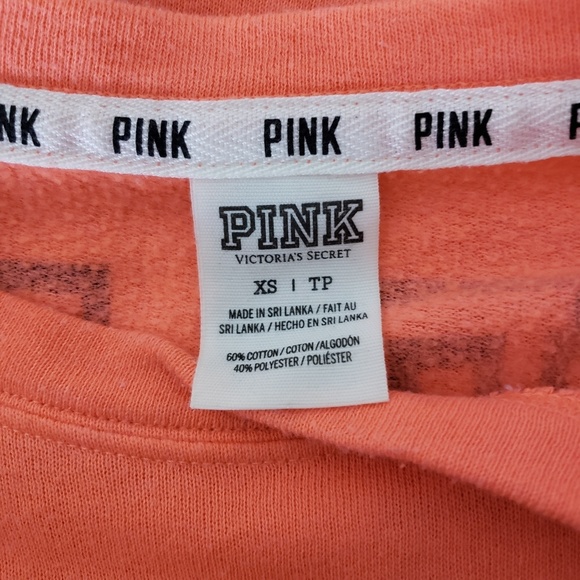 NK PINK PINK PINK P
PINK
VICTORIA'S SECRET
XS | TP
MADE IN SRI LANKA / FAIT AU
SRI LANKA / HECHO EN SRI LANKA
60% COTTON / COTON / ALGODÓN
40% POLYESTER / POLIÉSTER